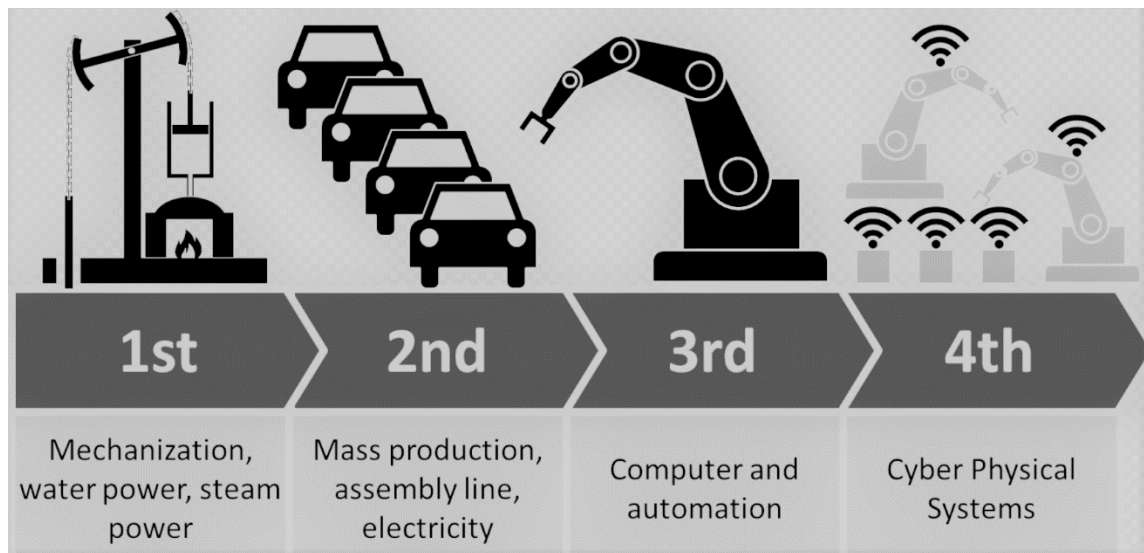 1st
2nd
3rd
4th
Mechanization,
water power, steam
power
Mass production,
assembly line,
electricity
Computer and
automation
Cyber Physical
Systems